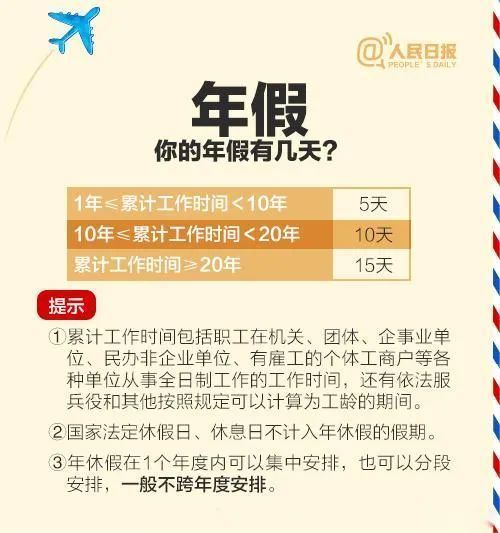 @人民日报
PEOPLE'S DAILY
年假
你的年假有几天?
1年≤累计工作时间<10年 5天
10年≤累计工作时间<20年 10天
累计工作时间≥20年 15天
提示
①累计工作时间包括职工在机关、团体、企事业单
位、民办非企业单位、有雇工的个体工商户等各
种单位从事全日制工作的工作时间，还有依法服
兵役和其他按照规定可以计算为工龄的期间。
②国家法定休假日、休息日不计入年休假的假期。
③年休假在1个年度内可以集中安排，也可以分段
安排，一般不跨年度安排。